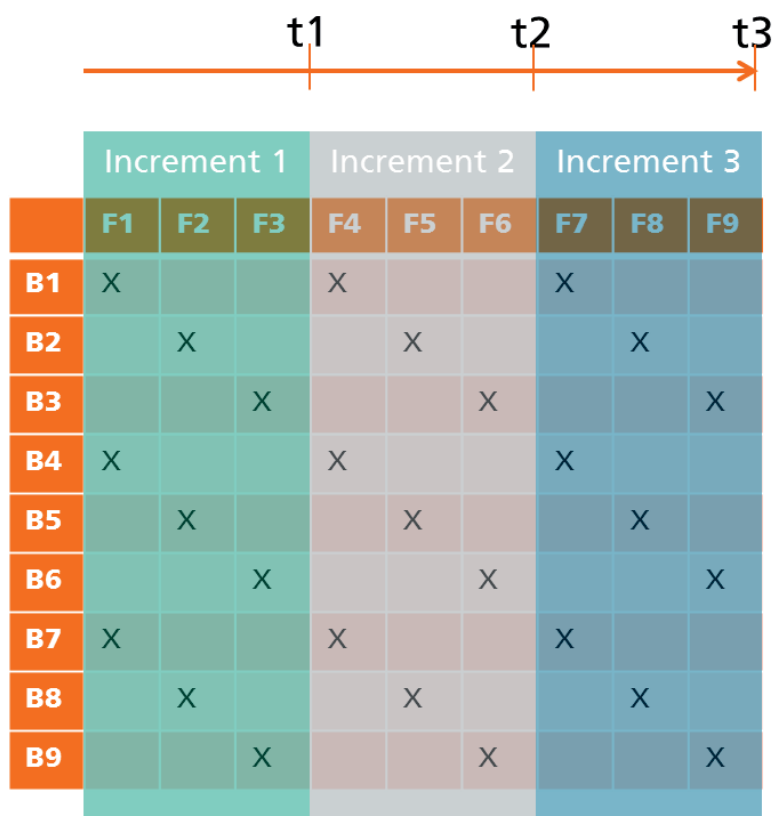 t1 t2 t3
Increment 1 Increment 2 Increment 3
F1 F2 F3 F4 F5 F6 F7 F8 F9
B1 X X X
B2 X X X
B3 X X X
B4 X X X
B5 X X X
B6 X X X
B7 X X X
B8 X X X
B9 X X X